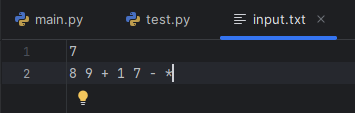 main.py test.py input.txt
1 7
2 8 9 + 1 7 - *